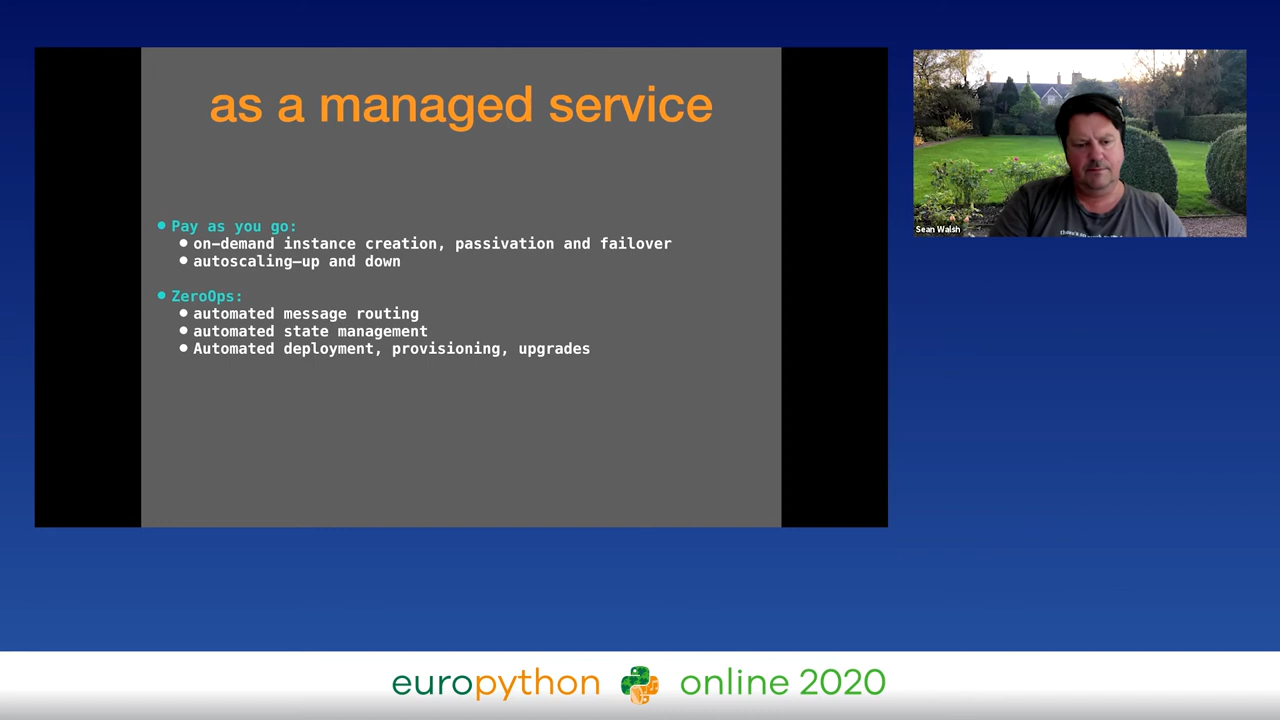 as a managed service
Pay as you go:
on-demand instance creation, passivation and failover
autoscaling—up and down
ZeroOps:
automated message routing
automated state management
Automated deployment, provisioning, upgrades
Sean Walsh
europython online 2020